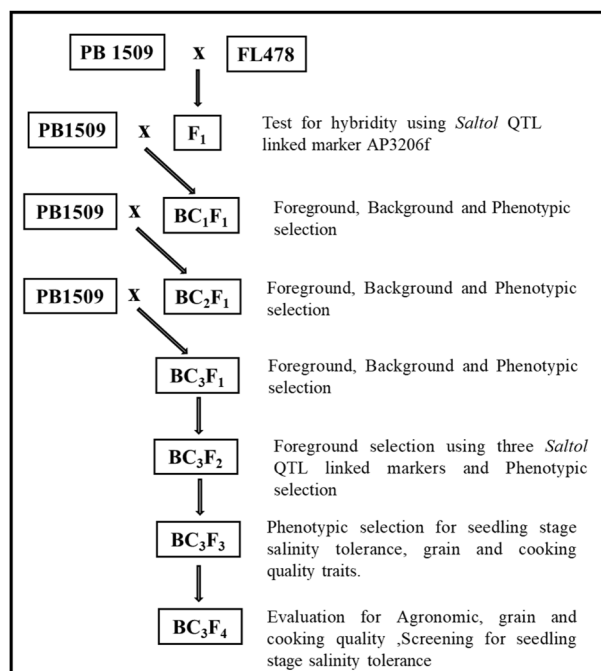 PB 1509 x FL478
PB1509 x F₁ Test for hybridity using Saltol QTL
linked marker AP3206f
PB1509 x BC₁F₁ Foreground, Background and Phenotypic
selection
PB1509 x BC₂F₁ Foreground, Background and Phenotypic
selection
BC₃F₁ Foreground, Background and Phenotypic
selection
BC₃F₂ Foreground selection using three Saltol
QTL linked markers and Phenotypic
selection
BC₃F₃ Phenotypic selection for seedling stage
salinity tolerance, grain and cooking
quality traits.
BC₃F₄ Evaluation for Agronomic, grain and
cooking quality ,Screening for seedling
stage salinity tolerance